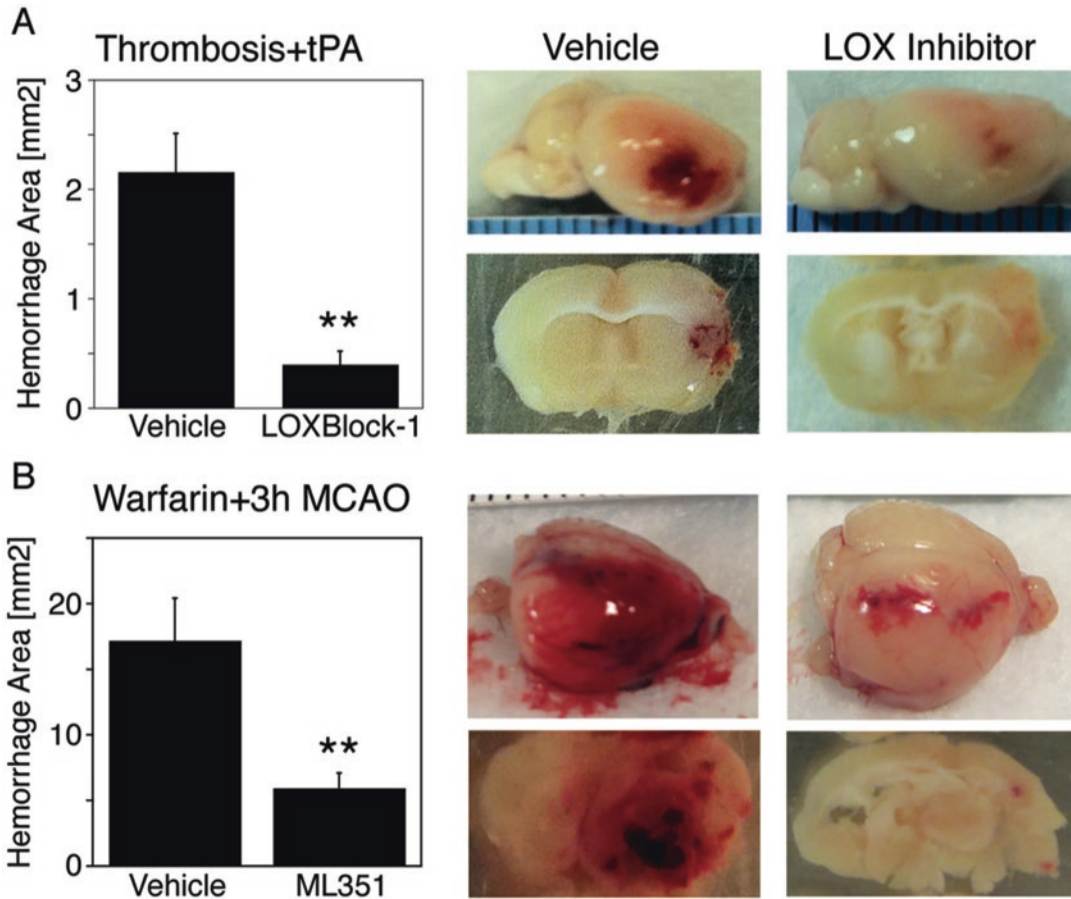 A
Thrombosis+tPA
Vehicle
LOX Inhibitor
Hemorrhage Area [mm2]
3
2
1
0
**
Vehicle
LOXBlock-1
B
Warfarin+3h MCAO
Hemorrhage Area [mm2]
20
10
0
**
Vehicle
ML351